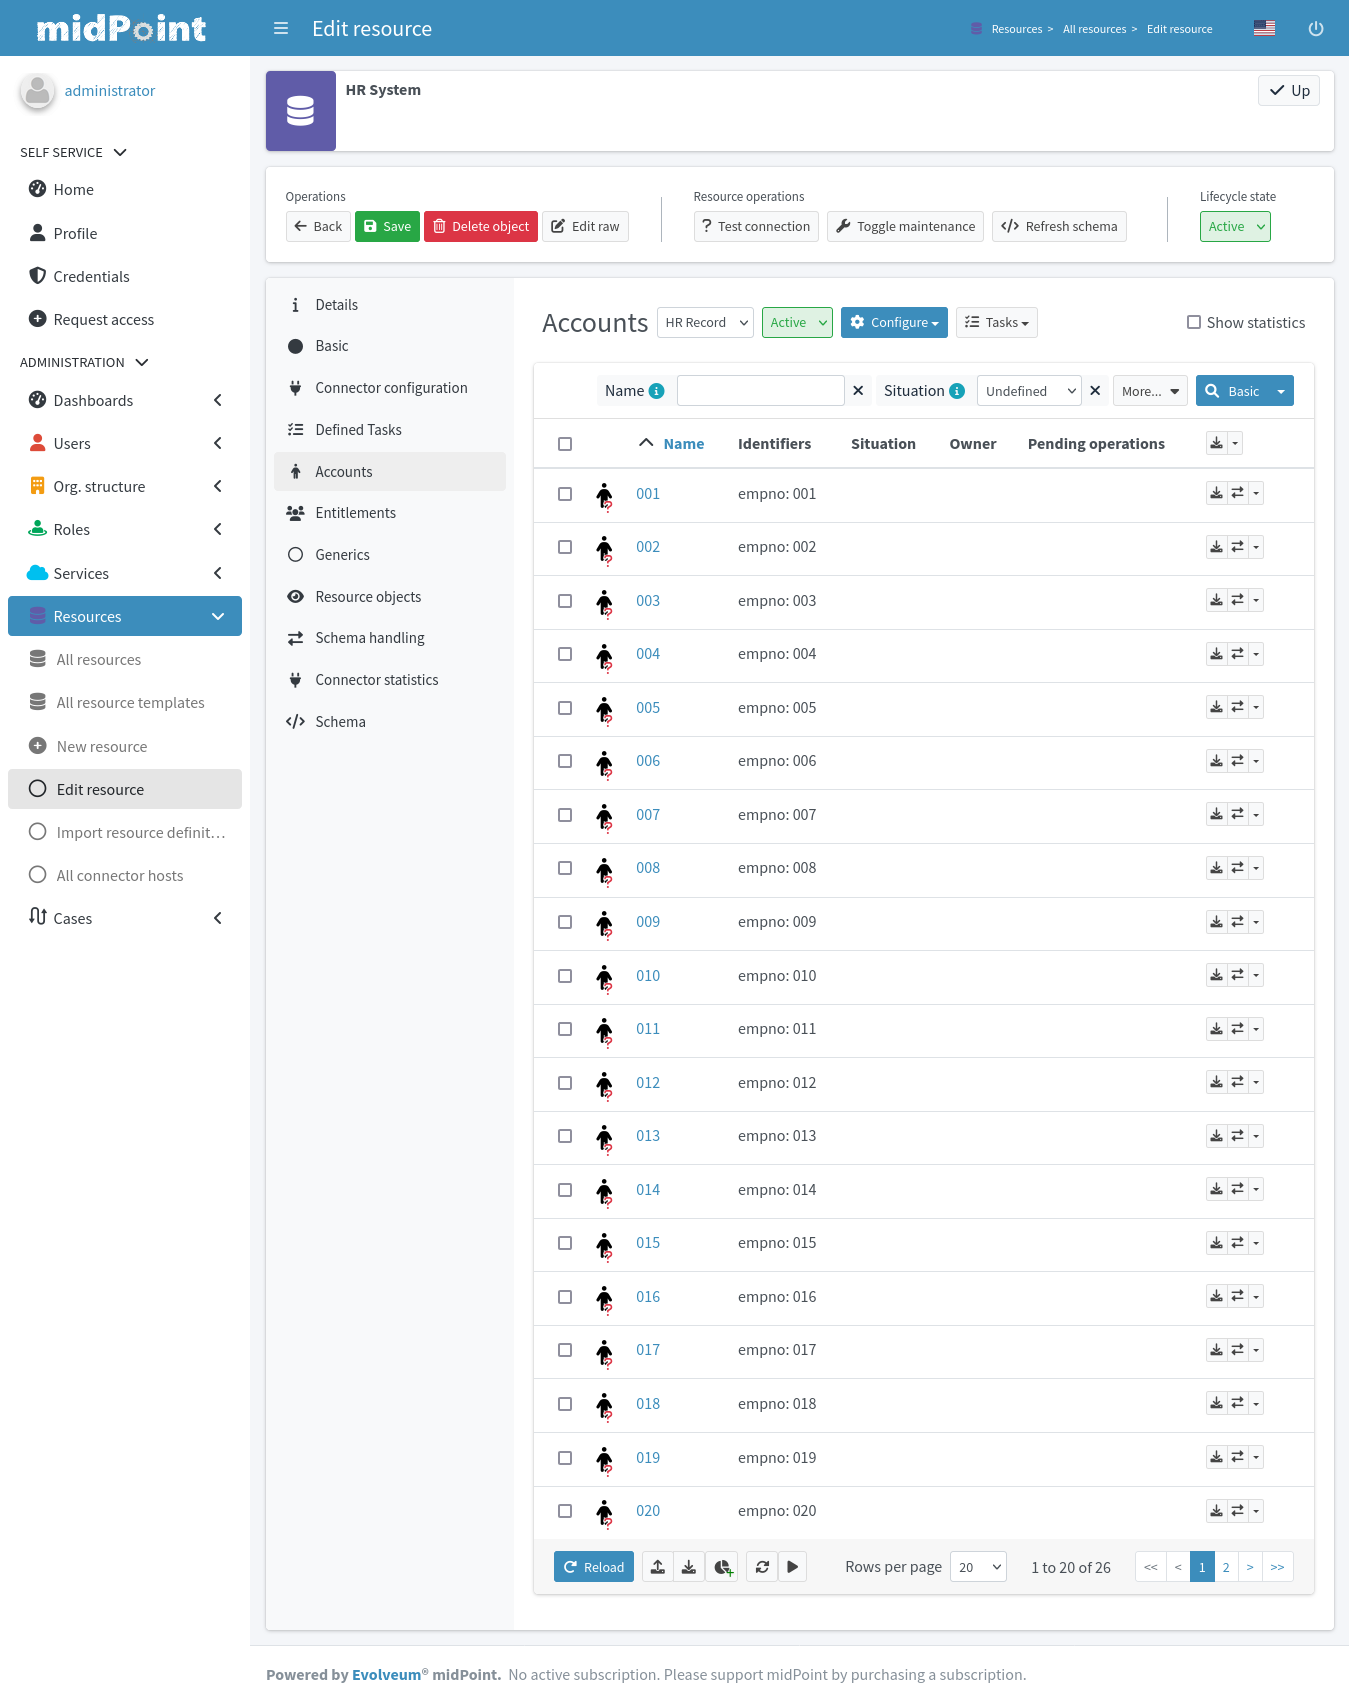 midPoint
Edit resource
Resources > All resources > Edit resource
administrator
SELF SERVICE
Home
Profile
Credentials
Request access
ADMINISTRATION
Dashboards
Users
Org. structure
Roles
Services
Resources
All resources
All resource templates
New resource
Edit resource
Import resource definit...
All connector hosts
Cases
HR System
Up
Operations
Back Save Delete object Edit raw
Resource operations
? Test connection Toggle maintenance Refresh schema
Lifecycle state
Active
Details
Basic
Connector configuration
Defined Tasks
Accounts
Entitlements
Generics
Resource objects
Schema handling
Connector statistics
Schema
Accounts HR Record Active Configure Tasks Show statistics
Name Situation Undefined More... Basic
Name Identifiers Situation Owner Pending operations
001 empno: 001
002 empno: 002
003 empno: 003
004 empno: 004
005 empno: 005
006 empno: 006
007 empno: 007
008 empno: 008
009 empno: 009
010 empno: 010
011 empno: 011
012 empno: 012
013 empno: 013
014 empno: 014
015 empno: 015
016 empno: 016
017 empno: 017
018 empno: 018
019 empno: 019
020 empno: 020
Reload Rows per page 20 1 to 20 of 26 << < 1 2 > >>
Powered by Evolveum® midPoint. No active subscription. Please support midPoint by purchasing a subscription.